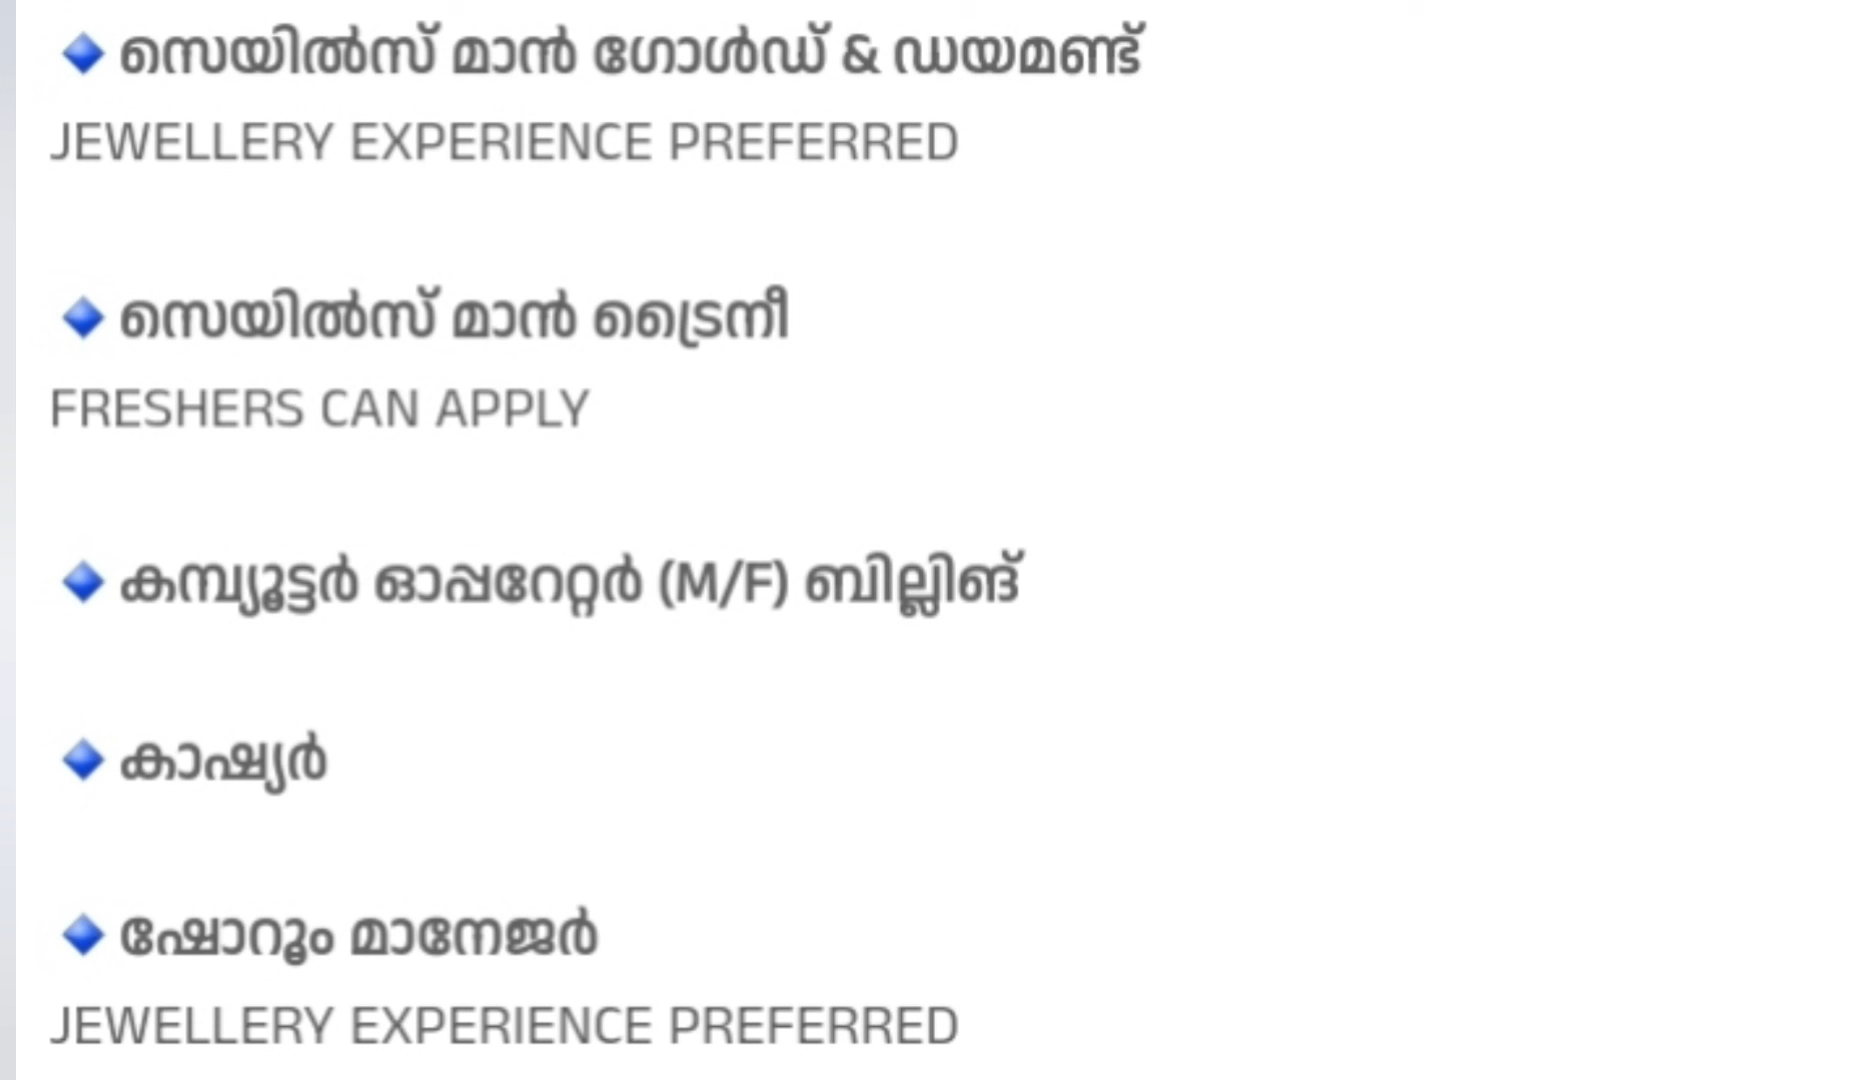 🔹 സെയിൽസ് മാൻ ഗോൾഡ് & ഡയമണ്ട്
JEWELLERY EXPERIENCE PREFERRED
🔹 സെയിൽസ് മാൻ ട്രൈനീ
FRESHERS CAN APPLY
🔹 കമ്പ്യൂട്ടർ ഓപ്പറേറ്റർ (M/F) ബില്ലിങ്
🔹 കാഷ്യർ
🔹 ഷോറൂം മാനേജർ
JEWELLERY EXPERIENCE PREFERRED